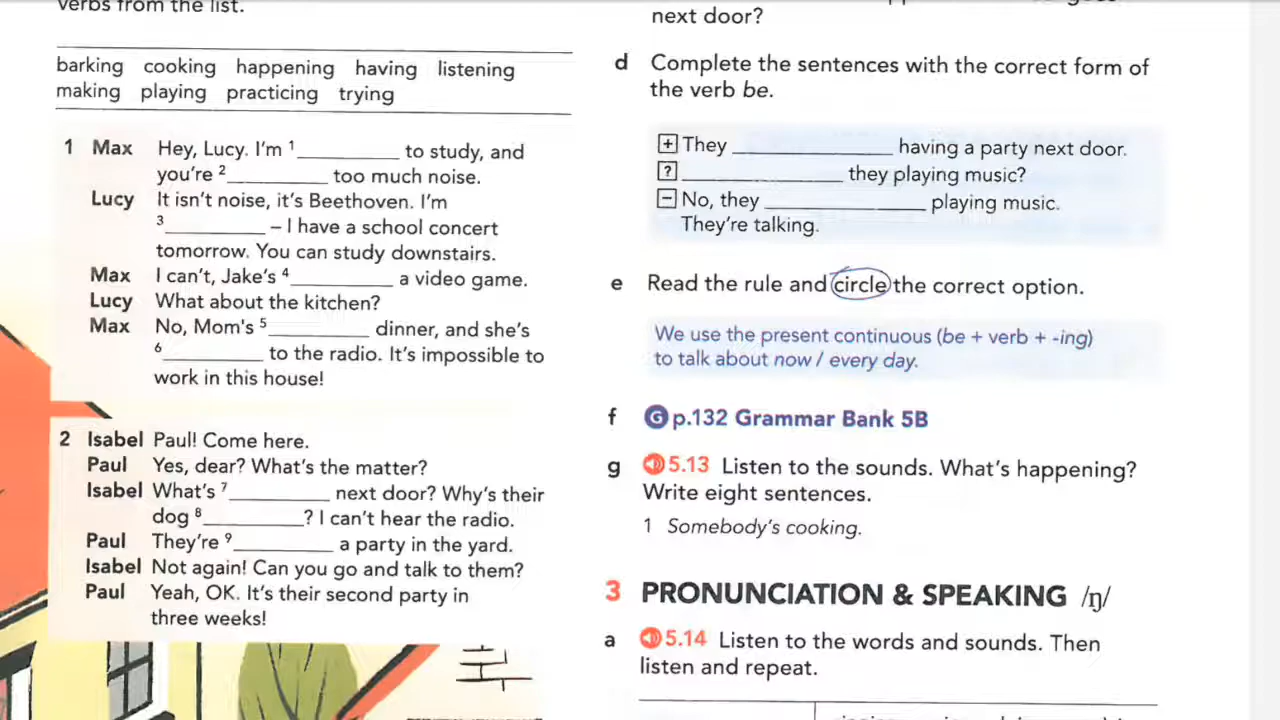 verbs from the list.
barking cooking happening having listening
making playing practicing trying
1 Max Hey, Lucy. I'm 1__________ to study, and
you're 2__________ too much noise.
Lucy It isn't noise, it's Beethoven. I'm
3__________ – I have a school concert
tomorrow. You can study downstairs.
Max I can't, Jake's 4__________ a video game.
Lucy What about the kitchen?
Max No, Mom's 5__________ dinner, and she's
6__________ to the radio. It's impossible to
work in this house!
2 Isabel Paul! Come here.
Paul Yes, dear? What's the matter?
Isabel What's 7__________ next door? Why's their
dog 8__________? I can't hear the radio.
Paul They're 9__________ a party in the yard.
Isabel Not again! Can you go and talk to them?
Paul Yeah, OK. It's their second party in
three weeks!
next door?
d Complete the sentences with the correct form of
the verb be.
+ They ________________ having a party next door.
? ________________ they playing music?
− No, they ________________ playing music.
They're talking.
e Read the rule and circle the correct option.
We use the present continuous (be + verb + -ing)
to talk about now / every day.
f G p.132 Grammar Bank 5B
g 5.13 Listen to the sounds. What's happening?
Write eight sentences.
1 Somebody's cooking.
3 PRONUNCIATION & SPEAKING /ŋ/
a 5.14 Listen to the words and sounds. Then
listen and repeat.